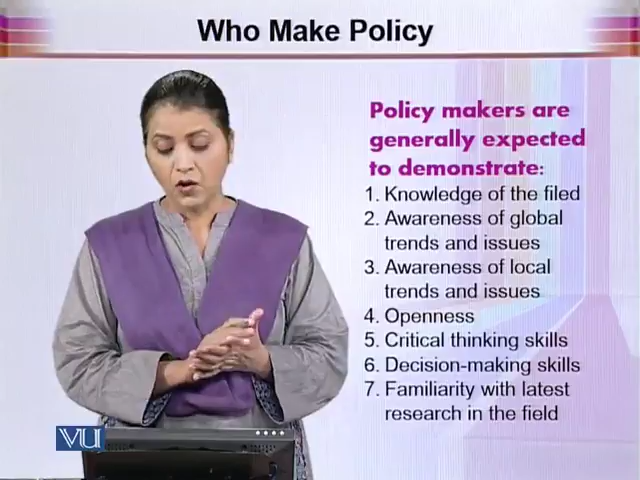 Who Make Policy
Policy makers are
generally expected
to demonstrate:
1. Knowledge of the filed
2. Awareness of global
trends and issues
3. Awareness of local
trends and issues
4. Openness
5. Critical thinking skills
6. Decision-making skills
7. Familiarity with latest
research in the field
VU